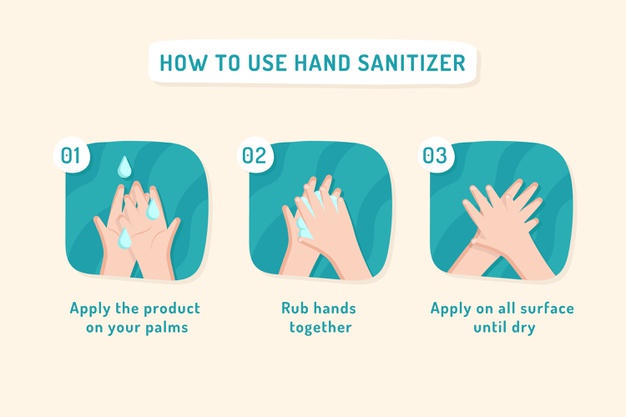 HOW TO USE HAND SANITIZER
01
Apply the product
on your palms
02
Rub hands
together
03
Apply on all surface
until dry